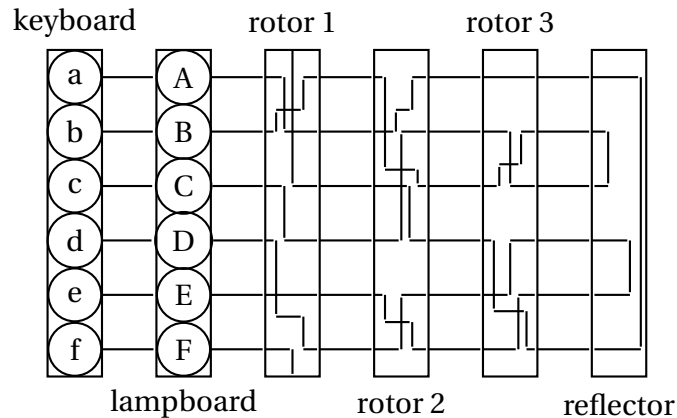 keyboard
rotor 1
rotor 3
a
A
b
B
c
C
d
D
e
E
f
F
lampboard
rotor 2
reflector